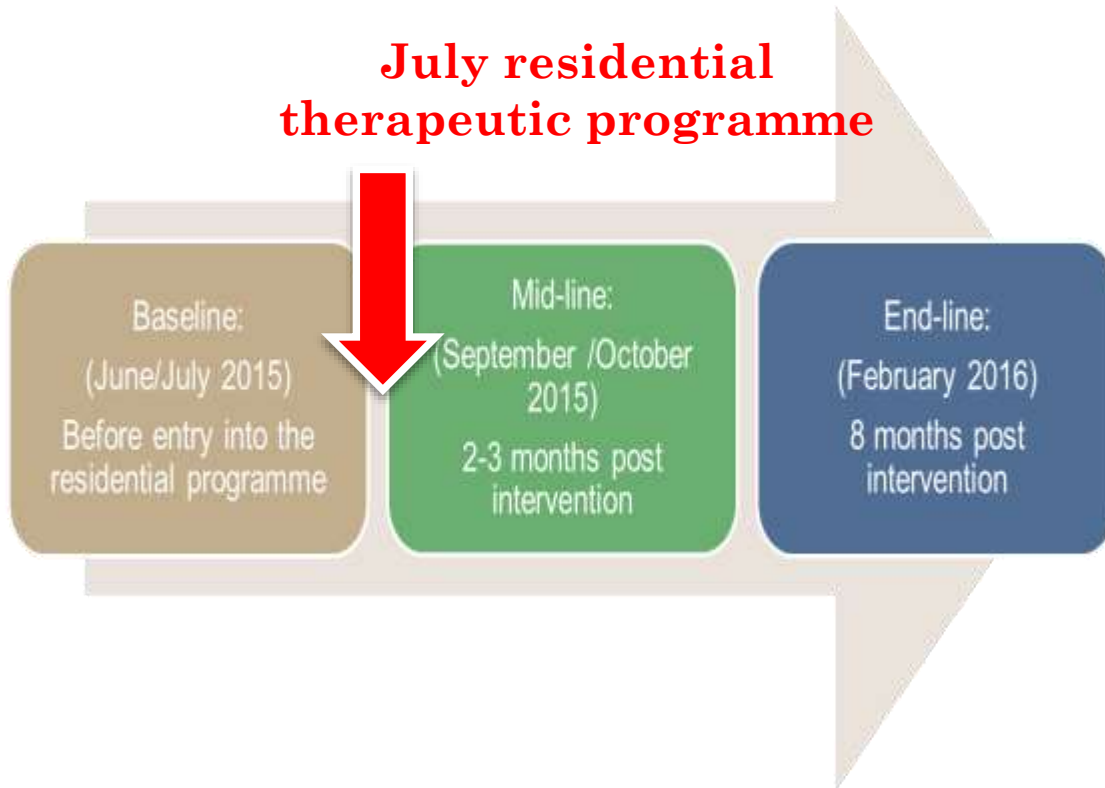 July residential
therapeutic programme
Baseline:
(June/July 2015)
Before entry into the
residential programme
Mid-line:
(September /October
2015)
2-3 months post
intervention
End-line:
(February 2016)
8 months post
intervention